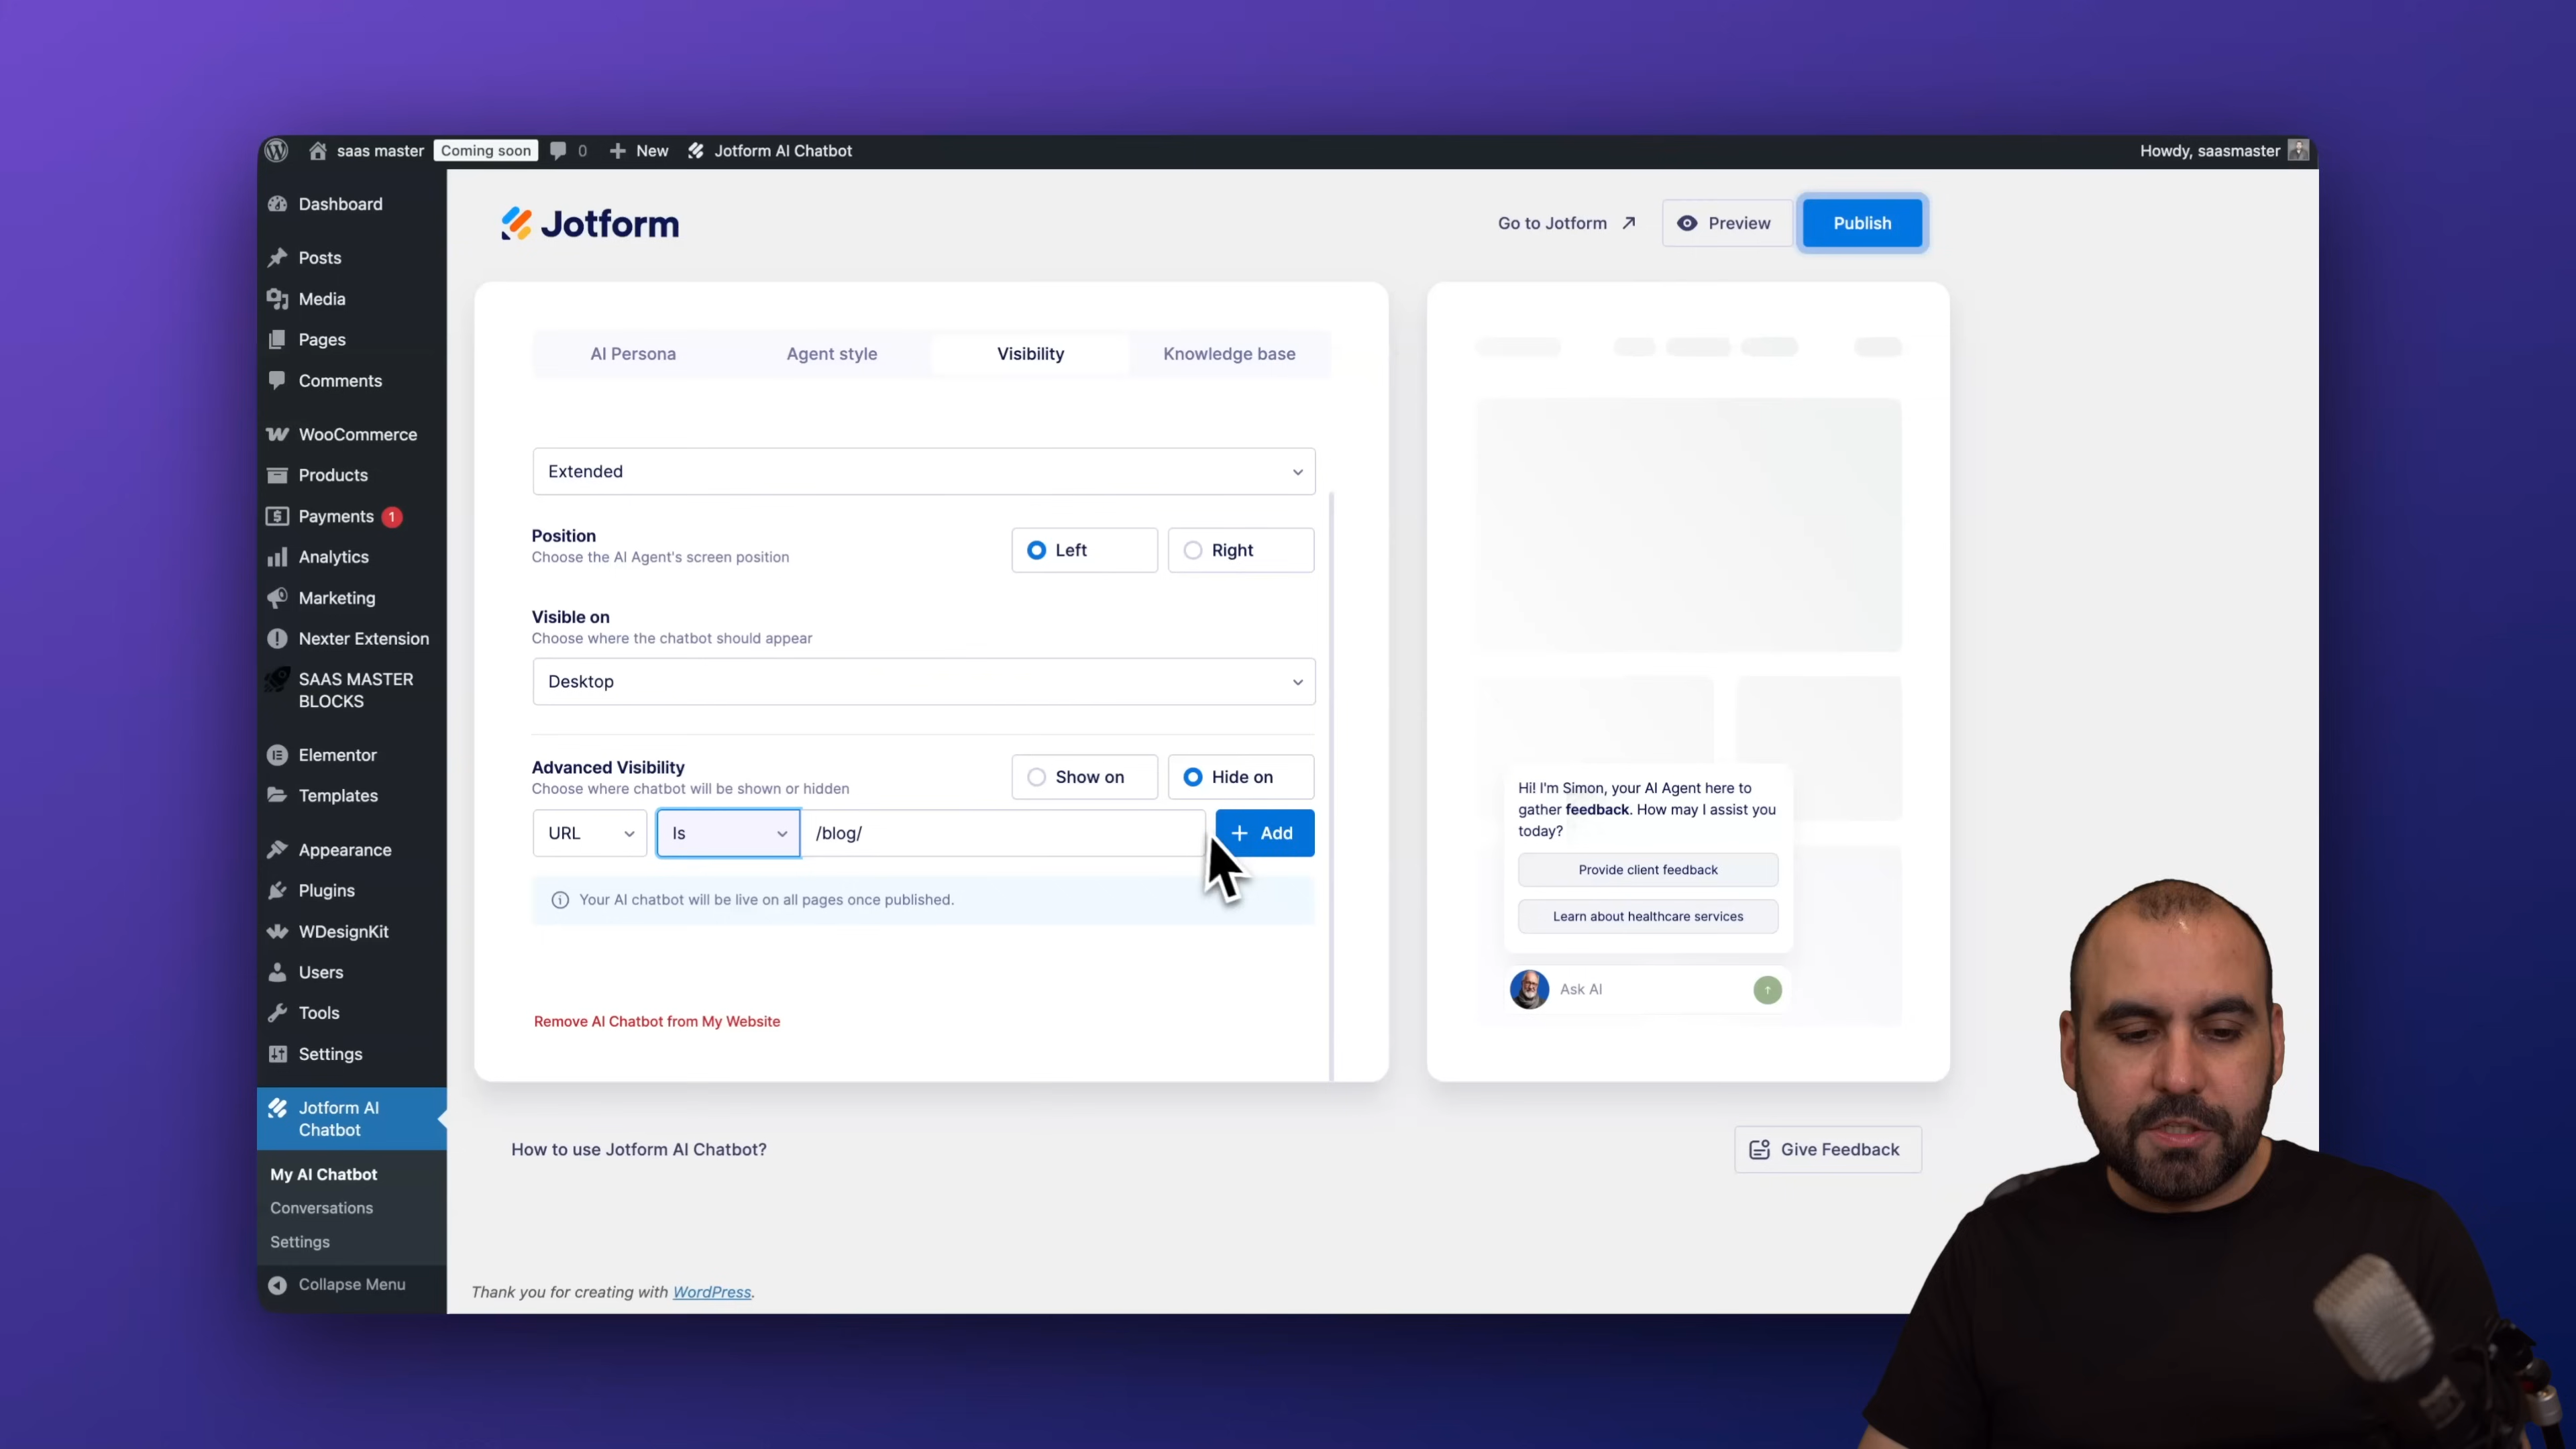 saas master Coming soon 0 New Jotform AI Chatbot Howdy, saasmaster
Dashboard
Posts
Media
Pages
Comments
WooCommerce
Products
Payments 1
Analytics
Marketing
Nexter Extension
SAAS MASTER
BLOCKS
Elementor
Templates
Appearance
Plugins
WDesignKit
Users
Tools
Settings
Jotform AI
Chatbot
My AI Chatbot
Conversations
Settings
Collapse Menu
Jotform
Go to Jotform Preview Publish
AI Persona Agent style Visibility Knowledge base
Extended
Position
Choose the AI Agent's screen position
Left Right
Visible on
Choose where the chatbot should appear
Desktop
Advanced Visibility
Choose where chatbot will be shown or hidden
Show on Hide on
URL Is /blog/ + Add
Your AI chatbot will be live on all pages once published.
Remove AI Chatbot from My Website
Hi! I'm Simon, your AI Agent here to
gather feedback. How may I assist you
today?
Provide client feedback
Learn about healthcare services
Ask AI
How to use Jotform AI Chatbot?
Give Feedback
Thank you for creating with WordPress.